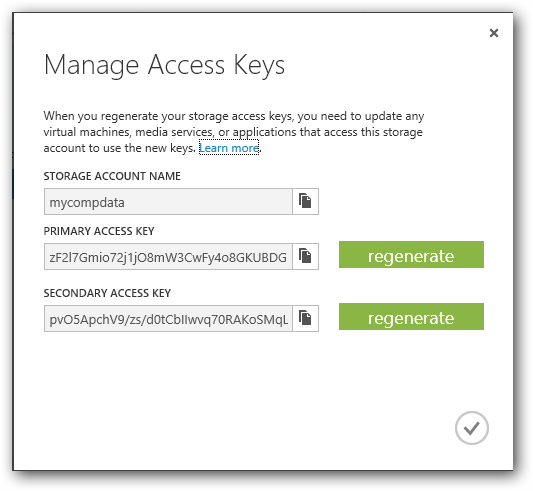 Manage Access Keys
When you regenerate your storage access keys, you need to update any
virtual machines, media services, or applications that access this storage
account to use the new keys. Learn more.
STORAGE ACCOUNT NAME
mycompdata
PRIMARY ACCESS KEY
zF2l7Gmio72j1jO8mW3CwFy4o8GKUBDG
regenerate
SECONDARY ACCESS KEY
pvO5ApchV9/zs/d0tCbIIwvq70RAKoSMqL
regenerate